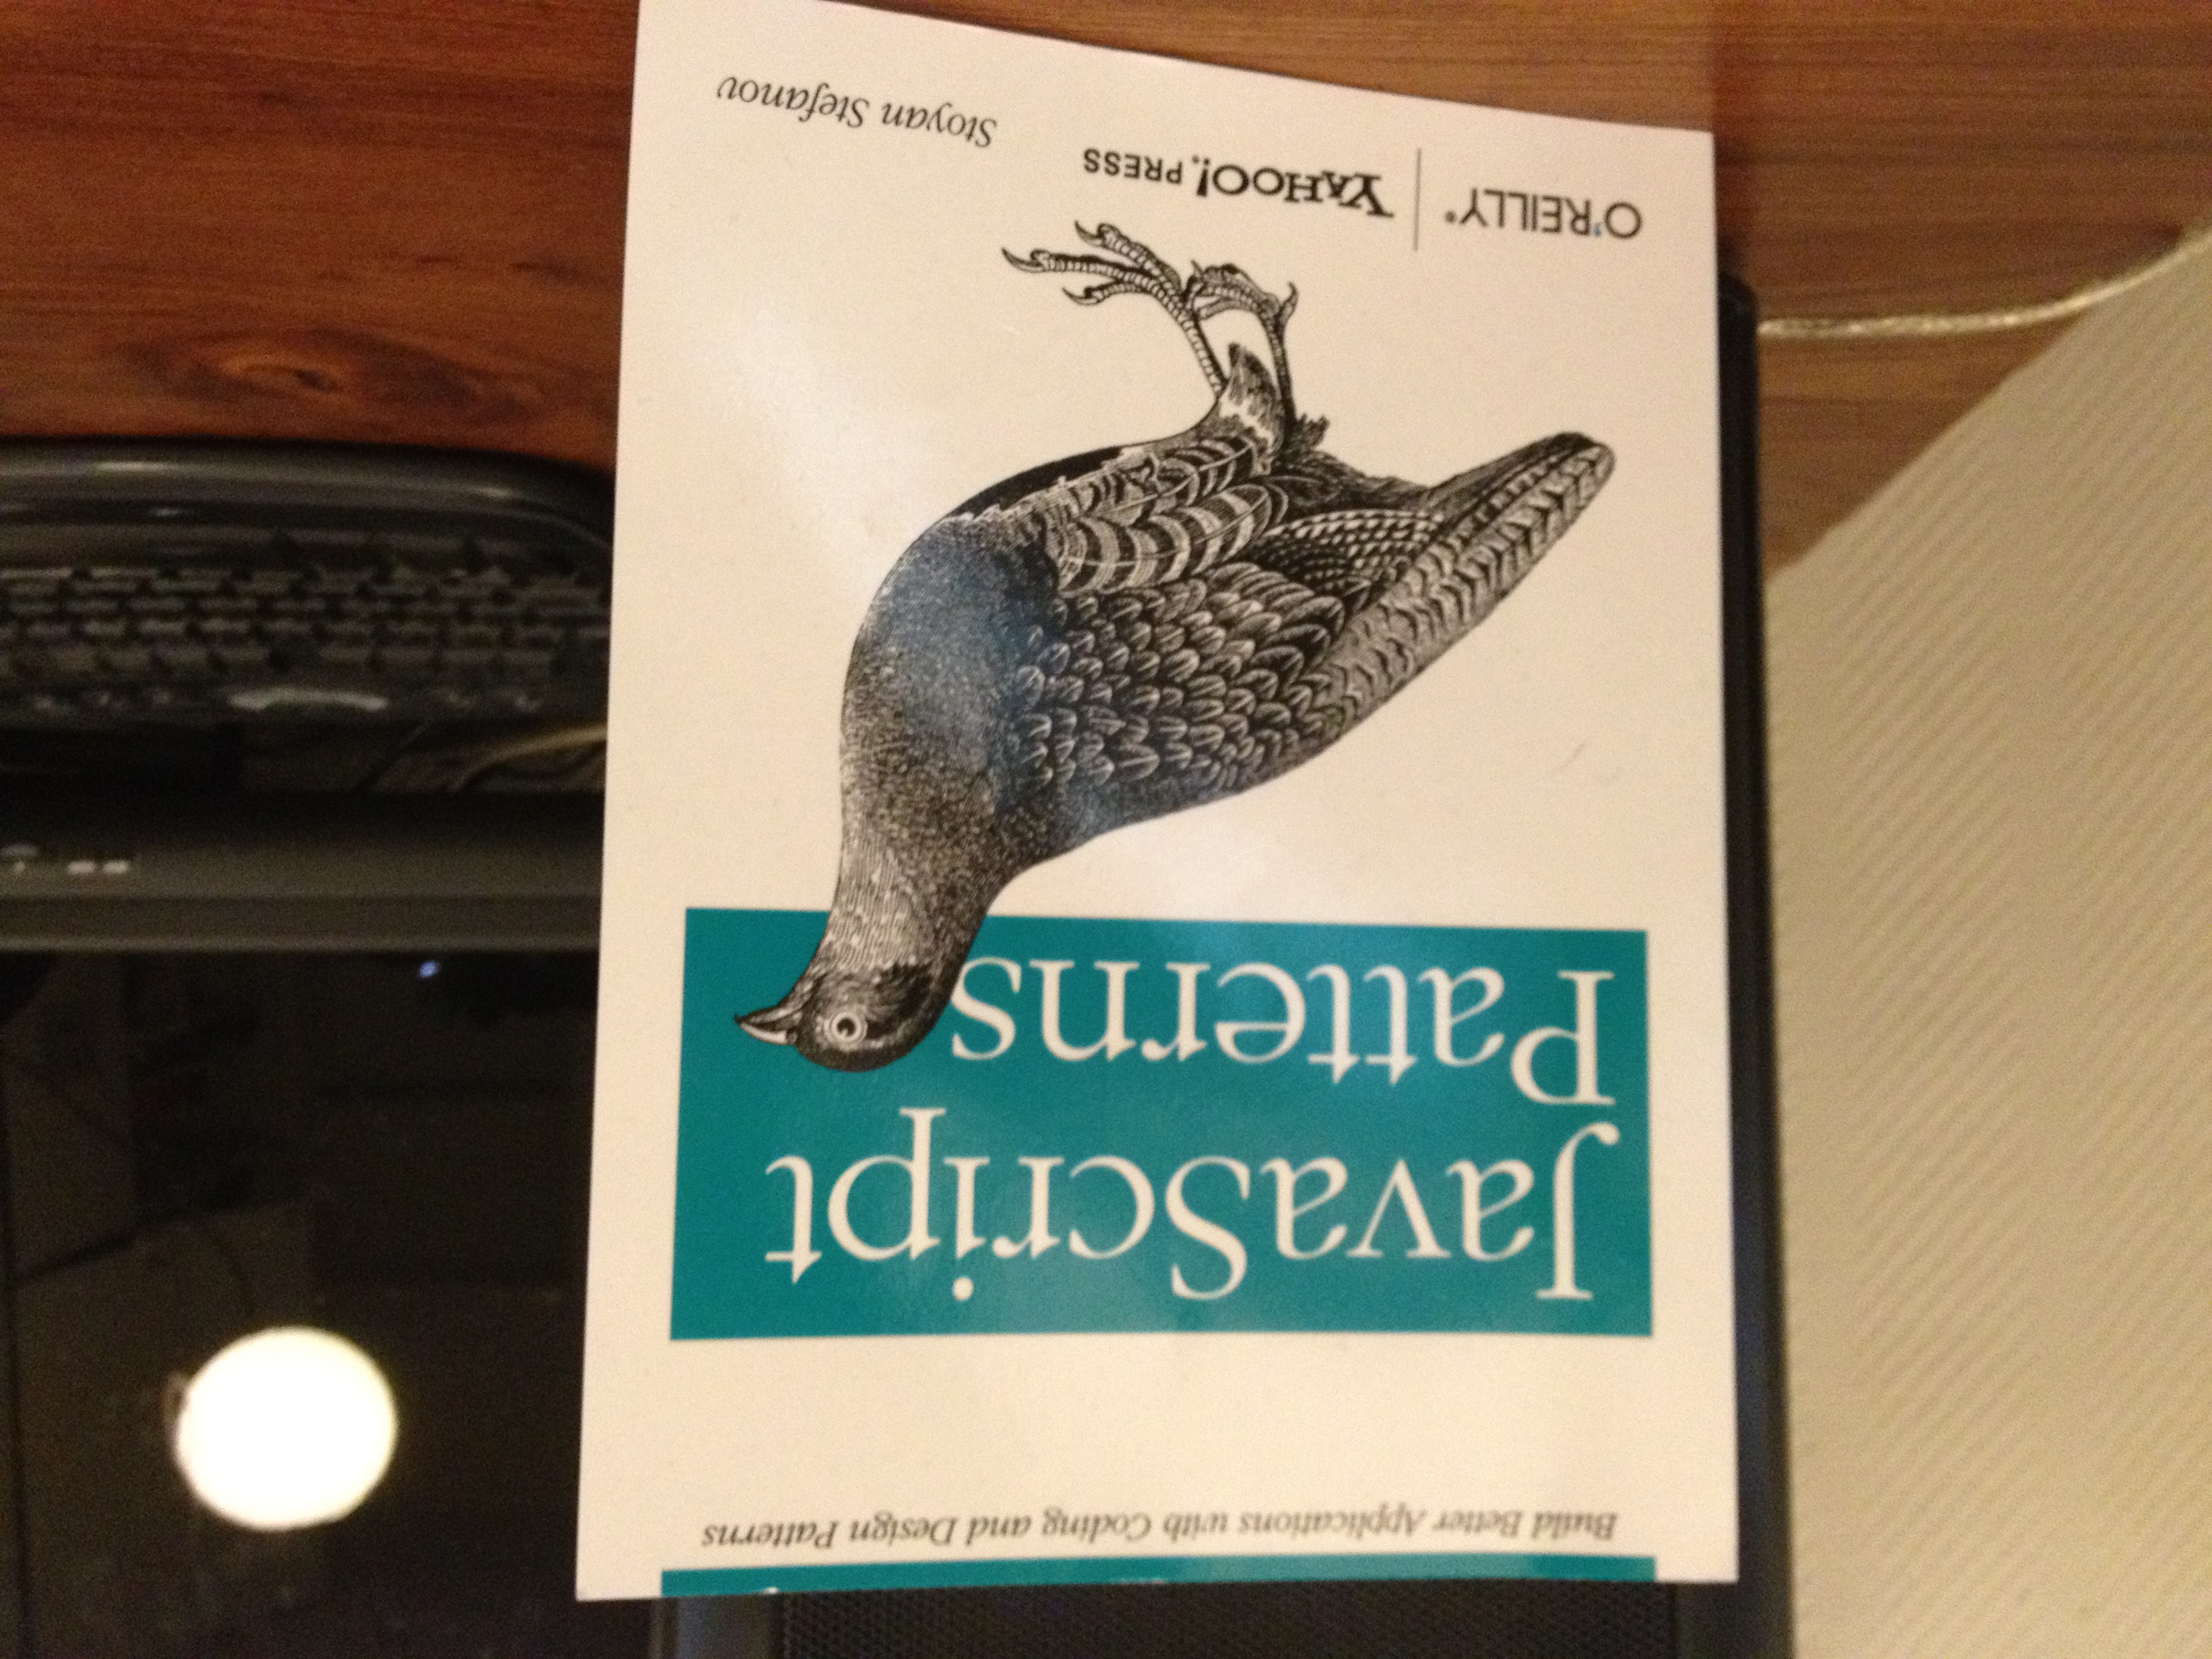 Build Better Applications with Coding and Design Patterns
JavaScript
Patterns
O'REILLY® | YAHOO! PRESS
Stoyan Stefanov